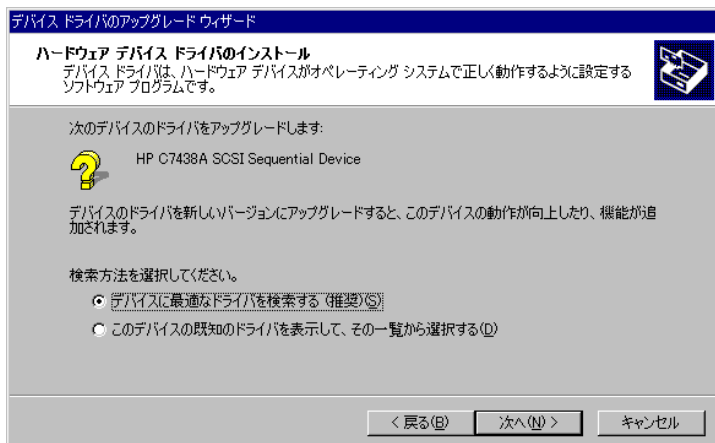 デバイス ドライバのアップグレード ウィザード
ハードウェア デバイス ドライバのインストール
デバイス ドライバは、ハードウェア デバイスがオペレーティング システムで正しく動作するように設定する
ソフトウェア プログラムです。
次のデバイスのドライバをアップグレードします:
HP C7438A SCSI Sequential Device
デバイスのドライバを新しいバージョンにアップグレードすると、このデバイスの動作が向上したり、機能が追
加されます。
検索方法を選択してください。
デバイスに最適なドライバを検索する (推奨)(S)
このデバイスの既知のドライバを表示して、その一覧から選択する(D)
< 戻る(B)
次へ(N) >
キャンセル